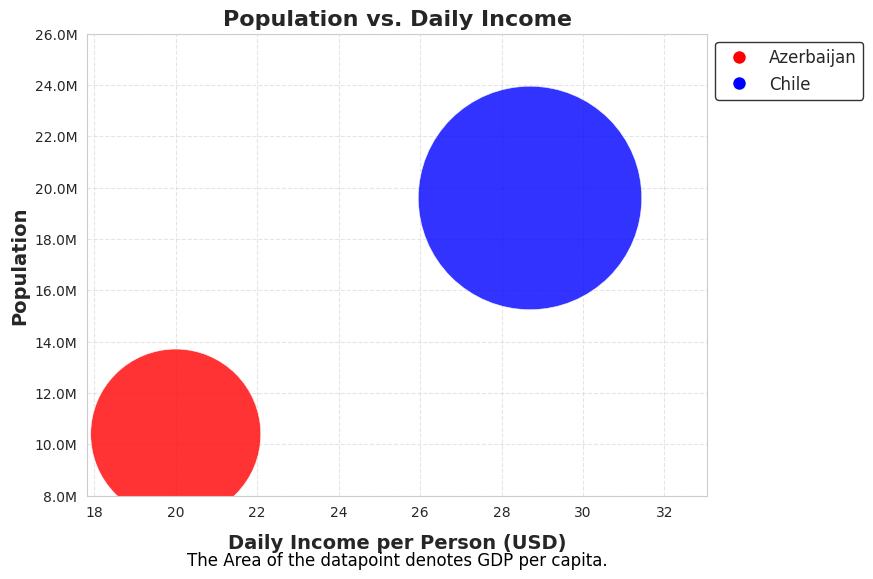 Population vs. Daily Income
26.0M
24.0M
22.0M
20.0M
18.0M
16.0M
14.0M
12.0M
10.0M
8.0M
Population
18 20 22 24 26 28 30 32
Daily Income per Person (USD)
The Area of the datapoint denotes GDP per capita.
Azerbaijan
Chile